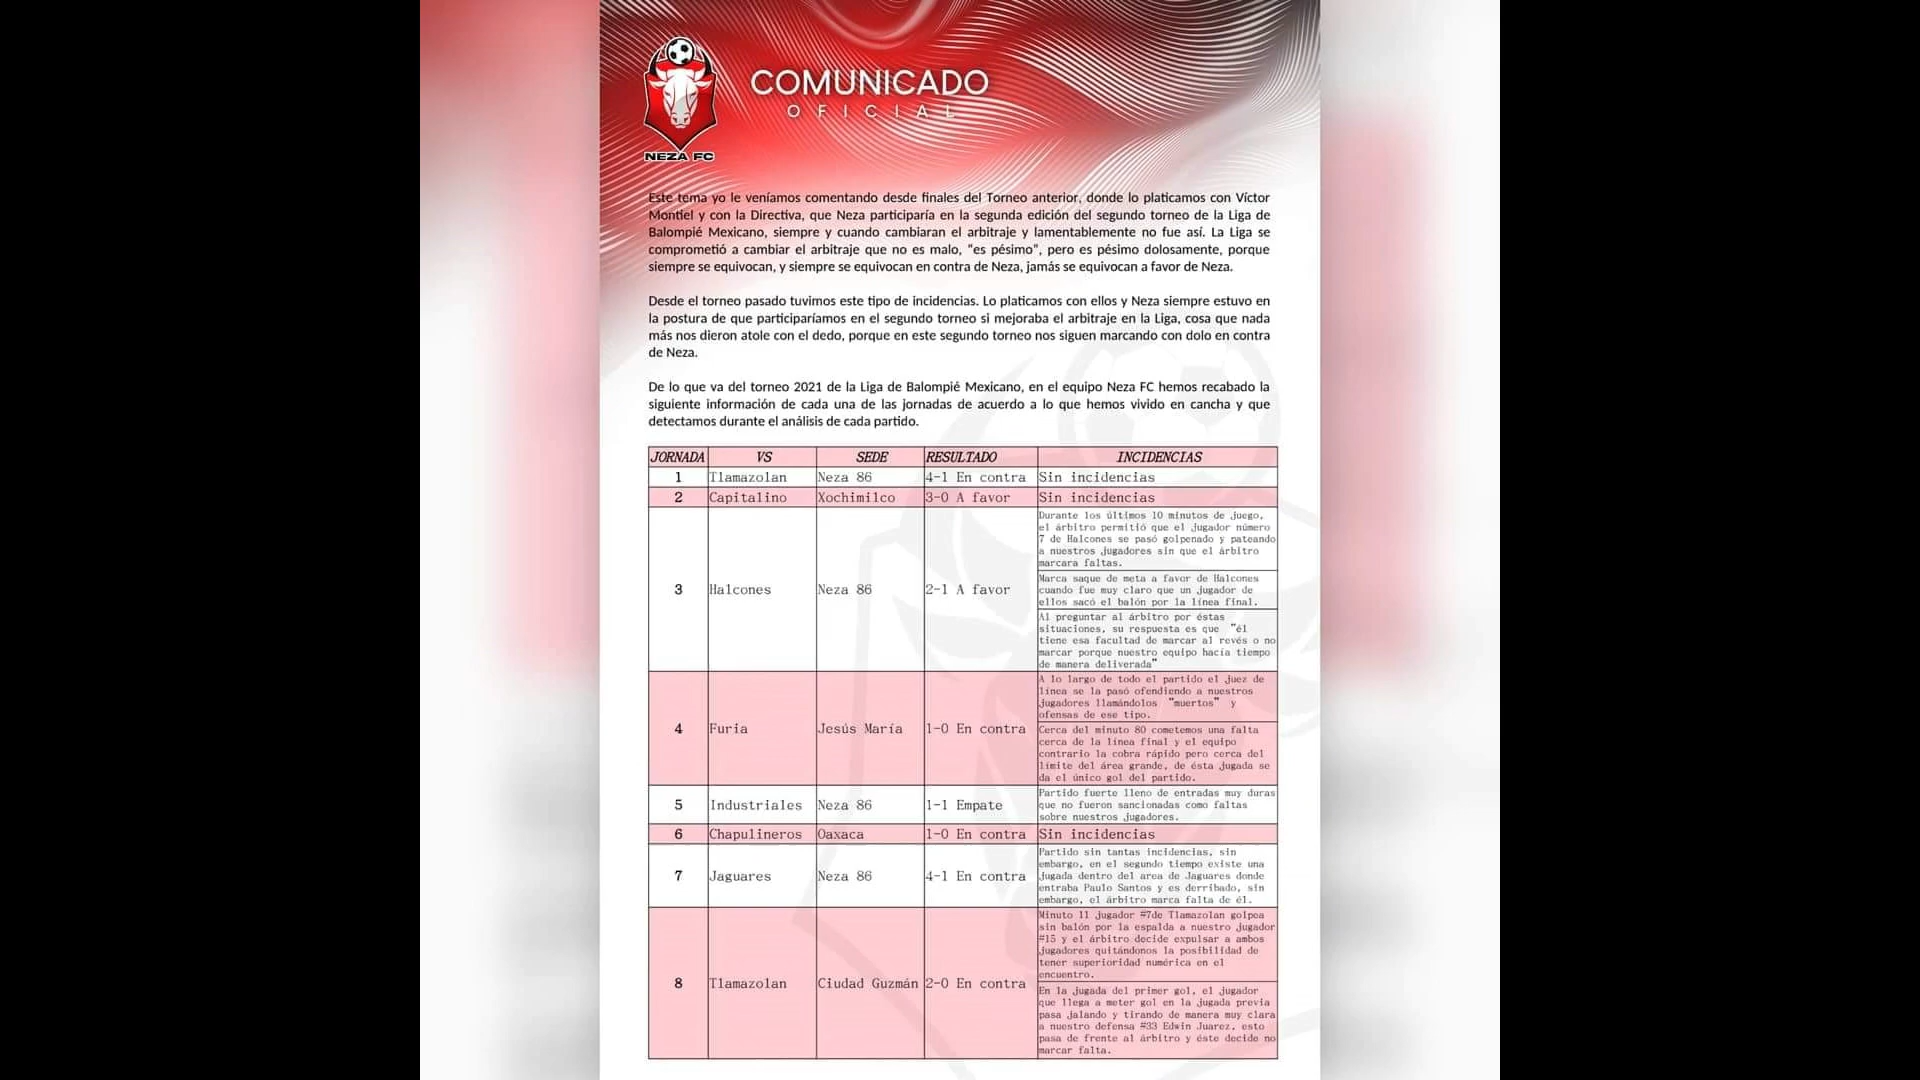 COMUNICADO
OFICIAL
NEZA FC
Este tema yo le veníamos comentando desde finales del Torneo anterior, donde lo platicamos con Víctor
Montiel y con la Directiva, que Neza participaría en la segunda edición del segundo torneo de la Liga de
Balompié Mexicano, siempre y cuando cambiaran el arbitraje y lamentablemente no fue así. La Liga se
comprometió a cambiar el arbitraje que no es malo, "es pésimo", pero es pésimo dolosamente, porque
siempre se equivocan, y siempre se equivocan en contra de Neza, jamás se equivocan a favor de Neza.
Desde el torneo pasado tuvimos este tipo de incidencias. Lo platicamos con ellos y Neza siempre estuvo en
la postura de que participaríamos en el segundo torneo si mejoraba el arbitraje en la Liga, cosa que nada
más nos dieron atole con el dedo, porque en este segundo torneo nos siguen marcando con dolo en contra
de Neza.
De lo que va del torneo 2021 de la Liga de Balompié Mexicano, en el equipo Neza FC hemos recabado la
siguiente información de cada una de las jornadas de acuerdo a lo que hemos vivido en cancha y que
detectamos durante el análisis de cada partido.
JORNADA VS SEDE RESULTADO INCIDENCIAS
1 Tlamazolan Neza 86 4-1 En contra Sin incidencias
2 Capitalino Xochimilco 3-0 A favor Sin incidencias
3 Halcones Neza 86 2-1 A favor
Durante los últimos 10 minutos de juego,
el árbitro permitió que el jugador número
7 de Halcones se pasó golpenado y pateando
a nuestros jugadores sin que el árbitro
marcara faltas.
Marca saque de meta a favor de Halcones
cuando fue muy claro que un jugador de
ellos sacó el balón por la línea final.
Al preguntar al árbitro por éstas
situaciones, su respuesta es que "él
tiene esa facultad de marcar al revés o no
marcar porque nuestro equipo hacía tiempo
de manera deliverada"
4 Furia Jesús María 1-0 En contra
A lo largo de todo el partido el juez de
línea se la pasó ofendiendo a nuestros
jugadores llamándolos "muertos" y
ofensas de ese tipo.
Cerca del minuto 80 cometemos una falta
cerca de la línea final y el equipo
contrario la cobra rápido pero cerca del
límite del área grande, de ésta jugada se
da el único gol del partido.
5 Industriales Neza 86 1-1 Empate
Partido fuerte lleno de entradas muy duras
que no fueron sancionadas como faltas
sobre nuestros jugadores.
6 Chapulineros Oaxaca 1-0 En contra Sin incidencias
7 Jaguares Neza 86 4-1 En contra
Partido sin tantas incidencias, sin
embargo, en el segundo tiempo existe una
jugada dentro del area de Jaguares donde
entraba Paulo Santos y es derribado, sin
embargo, el árbitro marca falta de él.
8 Tlamazolan Ciudad Guzmán 2-0 En contra
Minuto 11 jugador #7de Tlamazolan golpea
sin balón por la espalda a nuestro jugador
#15 y el árbitro decide expulsar a ambos
jugadores quitándonos la posibilidad de
tener superioridad numérica en el
encuentro.
En la jugada del primer gol, el jugador
que llega a meter gol en la jugada previa
pasa jalando y tirando de manera muy clara
a nuestro defensa #33 Edwin Juarez, esto
pasa de frente al árbitro y éste decide no
marcar falta.